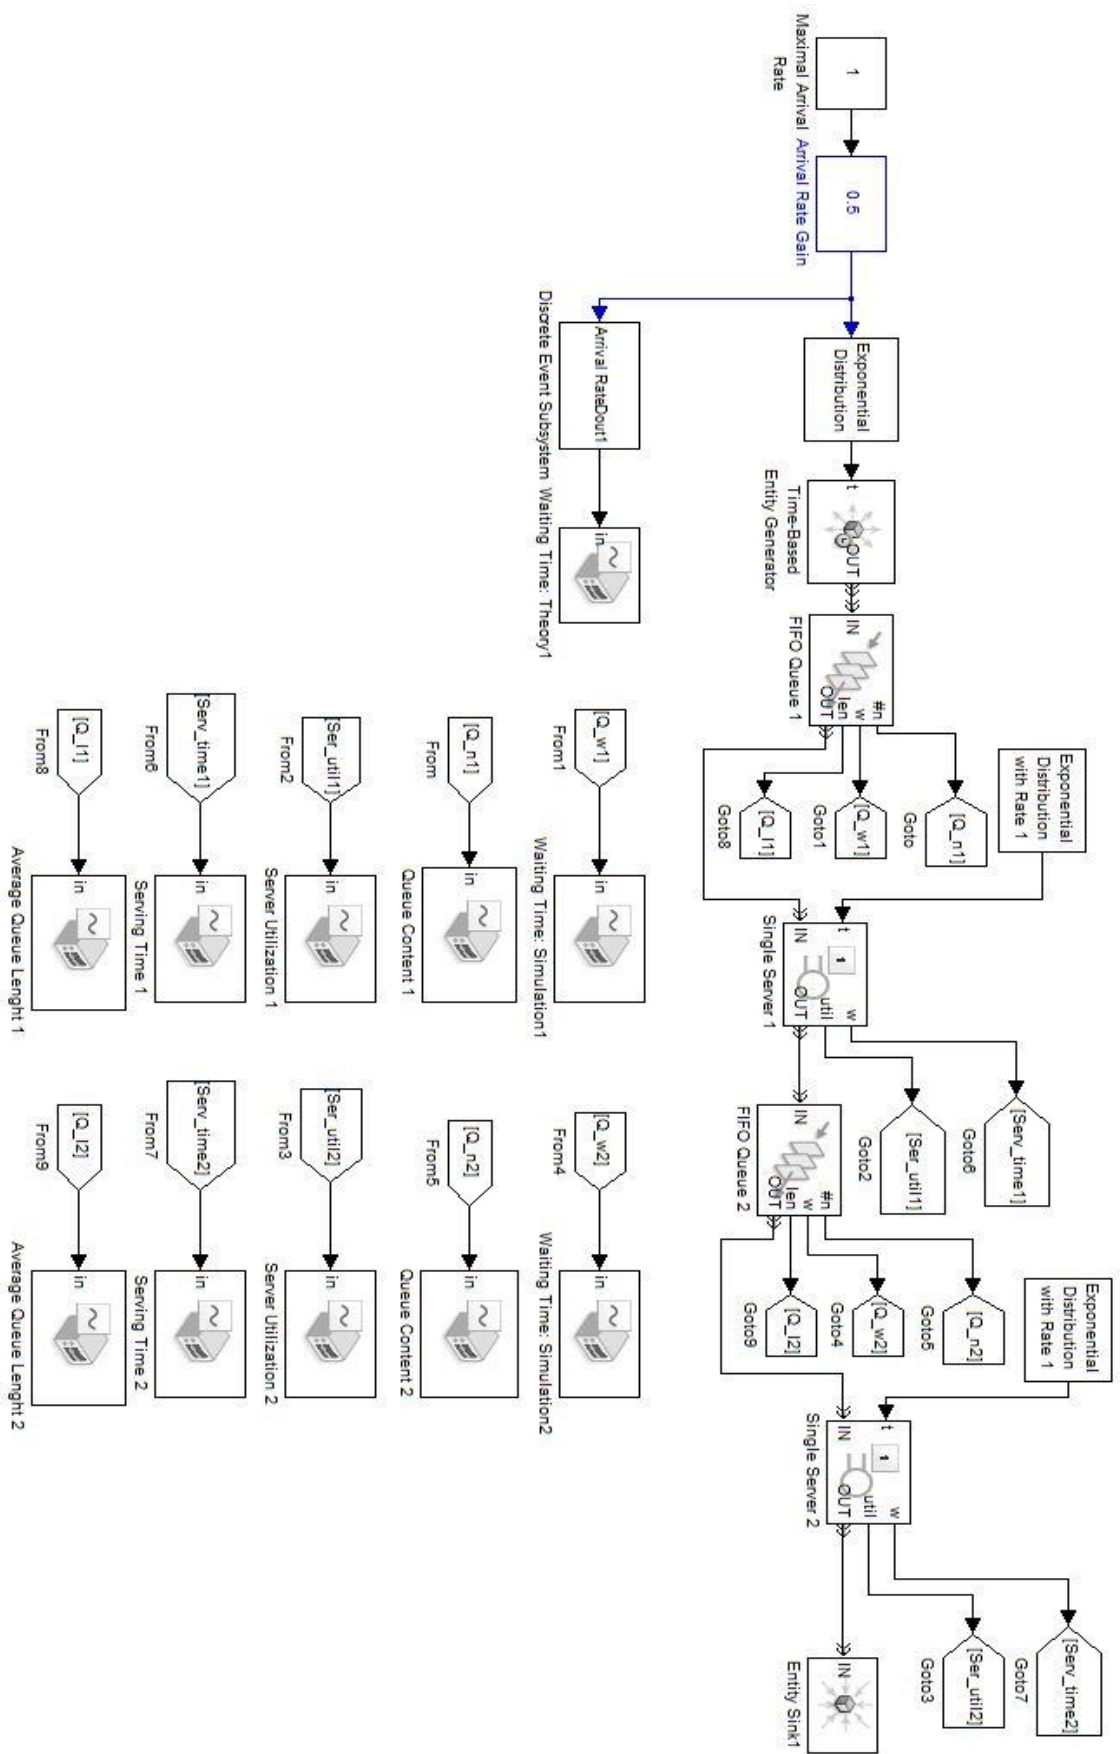 1
Maximal Arrival
Rate
0.5
Arrival Rate Gain
Exponential
Distribution
t
OUT
Time-Based
Entity Generator
IN
#n
w
len
OUT
FIFO Queue 1
[Q_n1]
Goto
[Q_w1]
Goto1
[Q_l1]
Goto8
Exponential
Distribution
with Rate 1
t
IN
w
util
OUT
Single Server 1
[Serv_time1]
Goto6
[Ser_util1]
Goto2
IN
#n
w
len
OUT
FIFO Queue 2
[Q_n2]
Goto5
[Q_w2]
Goto4
[Q_l2]
Goto9
Exponential
Distribution
with Rate 1
t
IN
w
util
OUT
Single Server 2
[Serv_time2]
Goto7
[Ser_util2]
Goto3
IN
Entity Sink1
Arrival RateDout1
Discrete Event Subsystem
in
Waiting Time: Theory1
[Q_w1]
From1
in
Waiting Time: Simulation1
[Q_w2]
From4
in
Waiting Time: Simulation2
[Q_n1]
From
in
Queue Content 1
[Q_n2]
From5
in
Queue Content 2
[Ser_util1]
From2
in
Server Utilization 1
[Ser_util2]
From3
in
Server Utilization 2
[Serv_time1]
From6
in
Serving Time 1
[Serv_time2]
From7
in
Serving Time 2
[Q_l1]
From8
in
Average Queue Lenght 1
[Q_l2]
From9
in
Average Queue Lenght 2